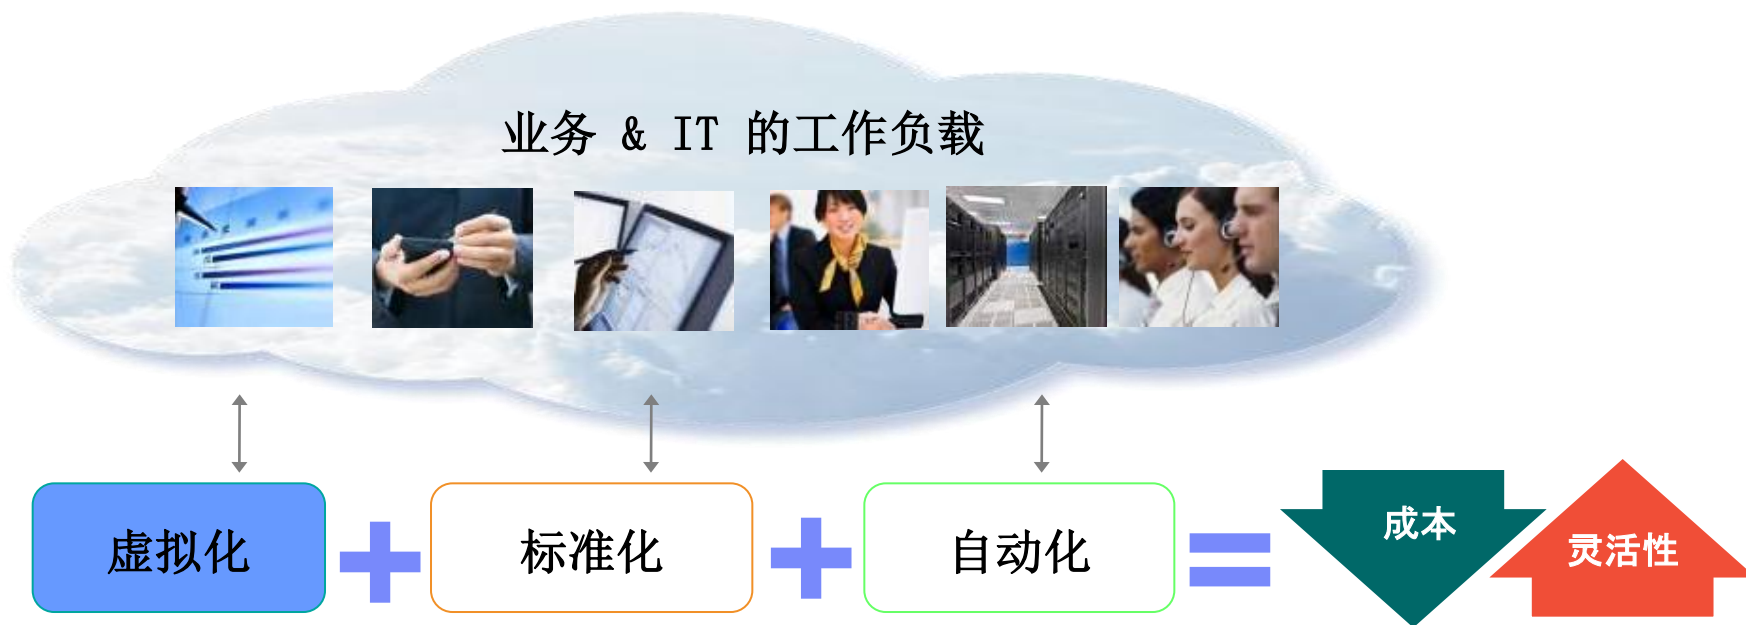 业务 & IT 的工作负载
虚拟化
标准化
自动化
成本
灵活性